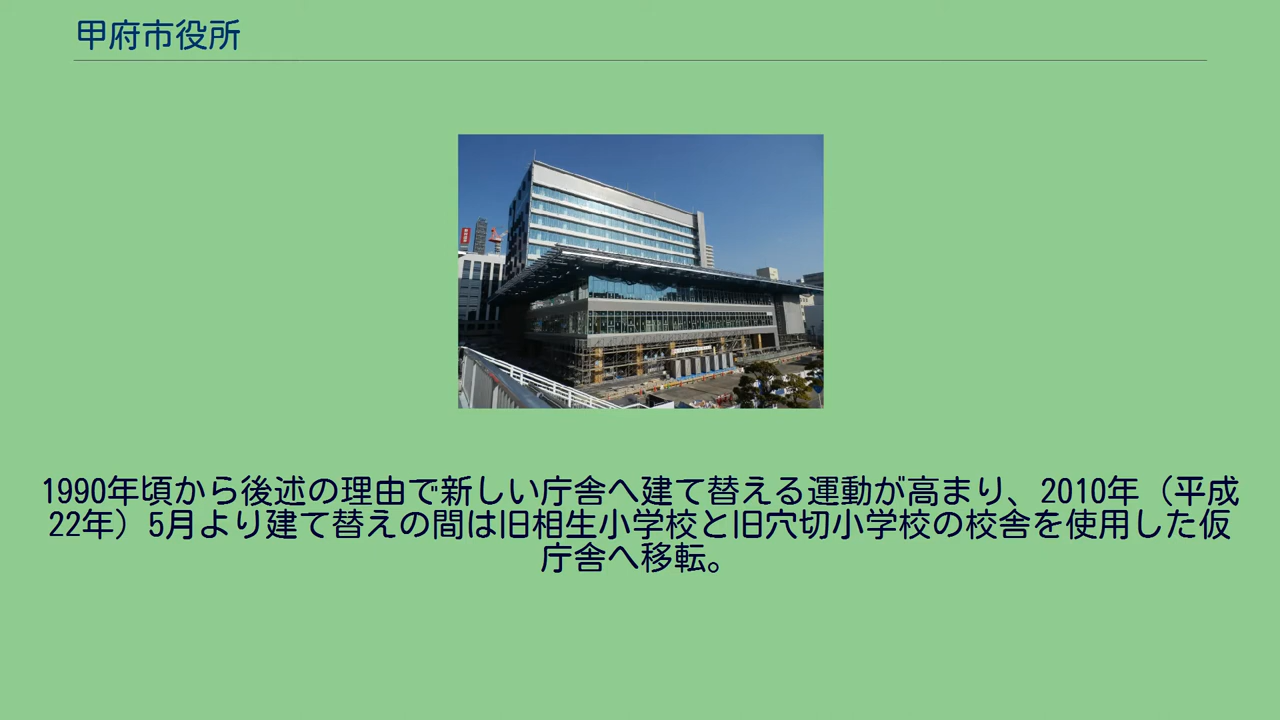 甲府市役所
1990年頃から後述の理由で新しい庁舎へ建て替える運動が高まり、2010年（平成
22年）5月より建て替えの間は旧相生小学校と旧穴切小学校の校舎を使用した仮
庁舎へ移転。